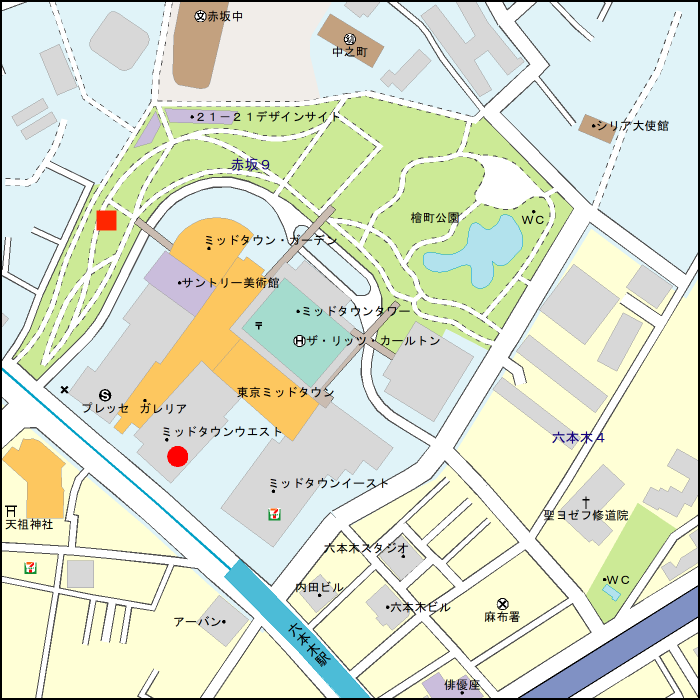 赤坂中
中之町
21-21デザインサイト
シリア大使館
赤坂9
檜町公園
WC
ミッドタウン・ガーデン
サントリー美術館
ミッドタウンタワー
〒
H
ザ・リッツ・カールトン
東京ミッドタウン
S
プレッセ
ガレリア
ミッドタウンウエスト
六本木4
ミッドタウンイースト
7
聖ヨゼフ修道院
天祖神社
六本木スタジオ
7
WC
内田ビル
六本木ビル
麻布署
アーバン
六本木駅
俳優座